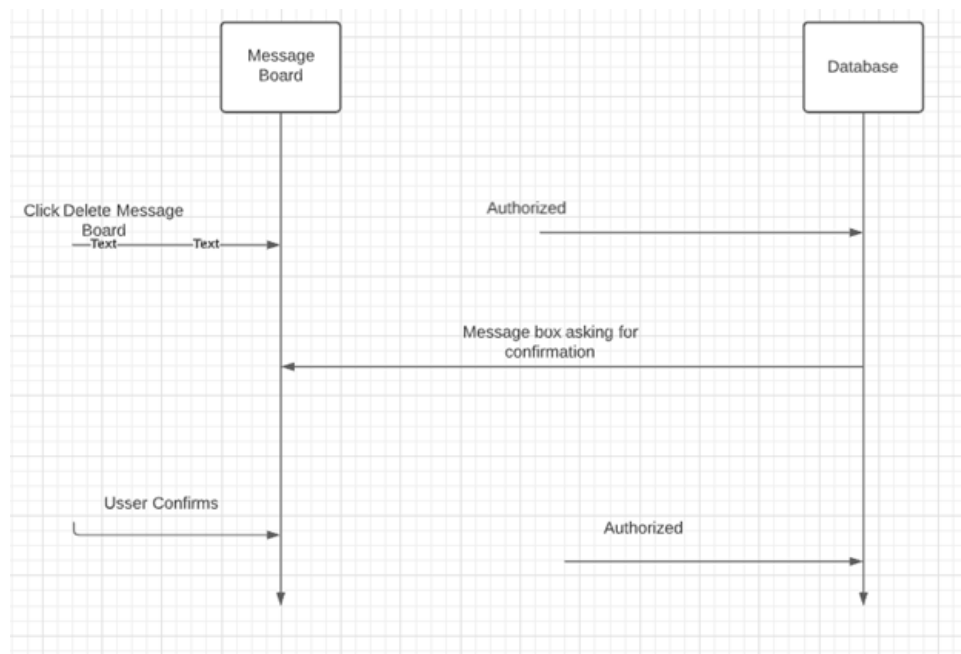 Message
Board
Database
Click Delete Message
Board
Text Text
Authorized
Message box asking for
confirmation
Usser Confirms
Authorized